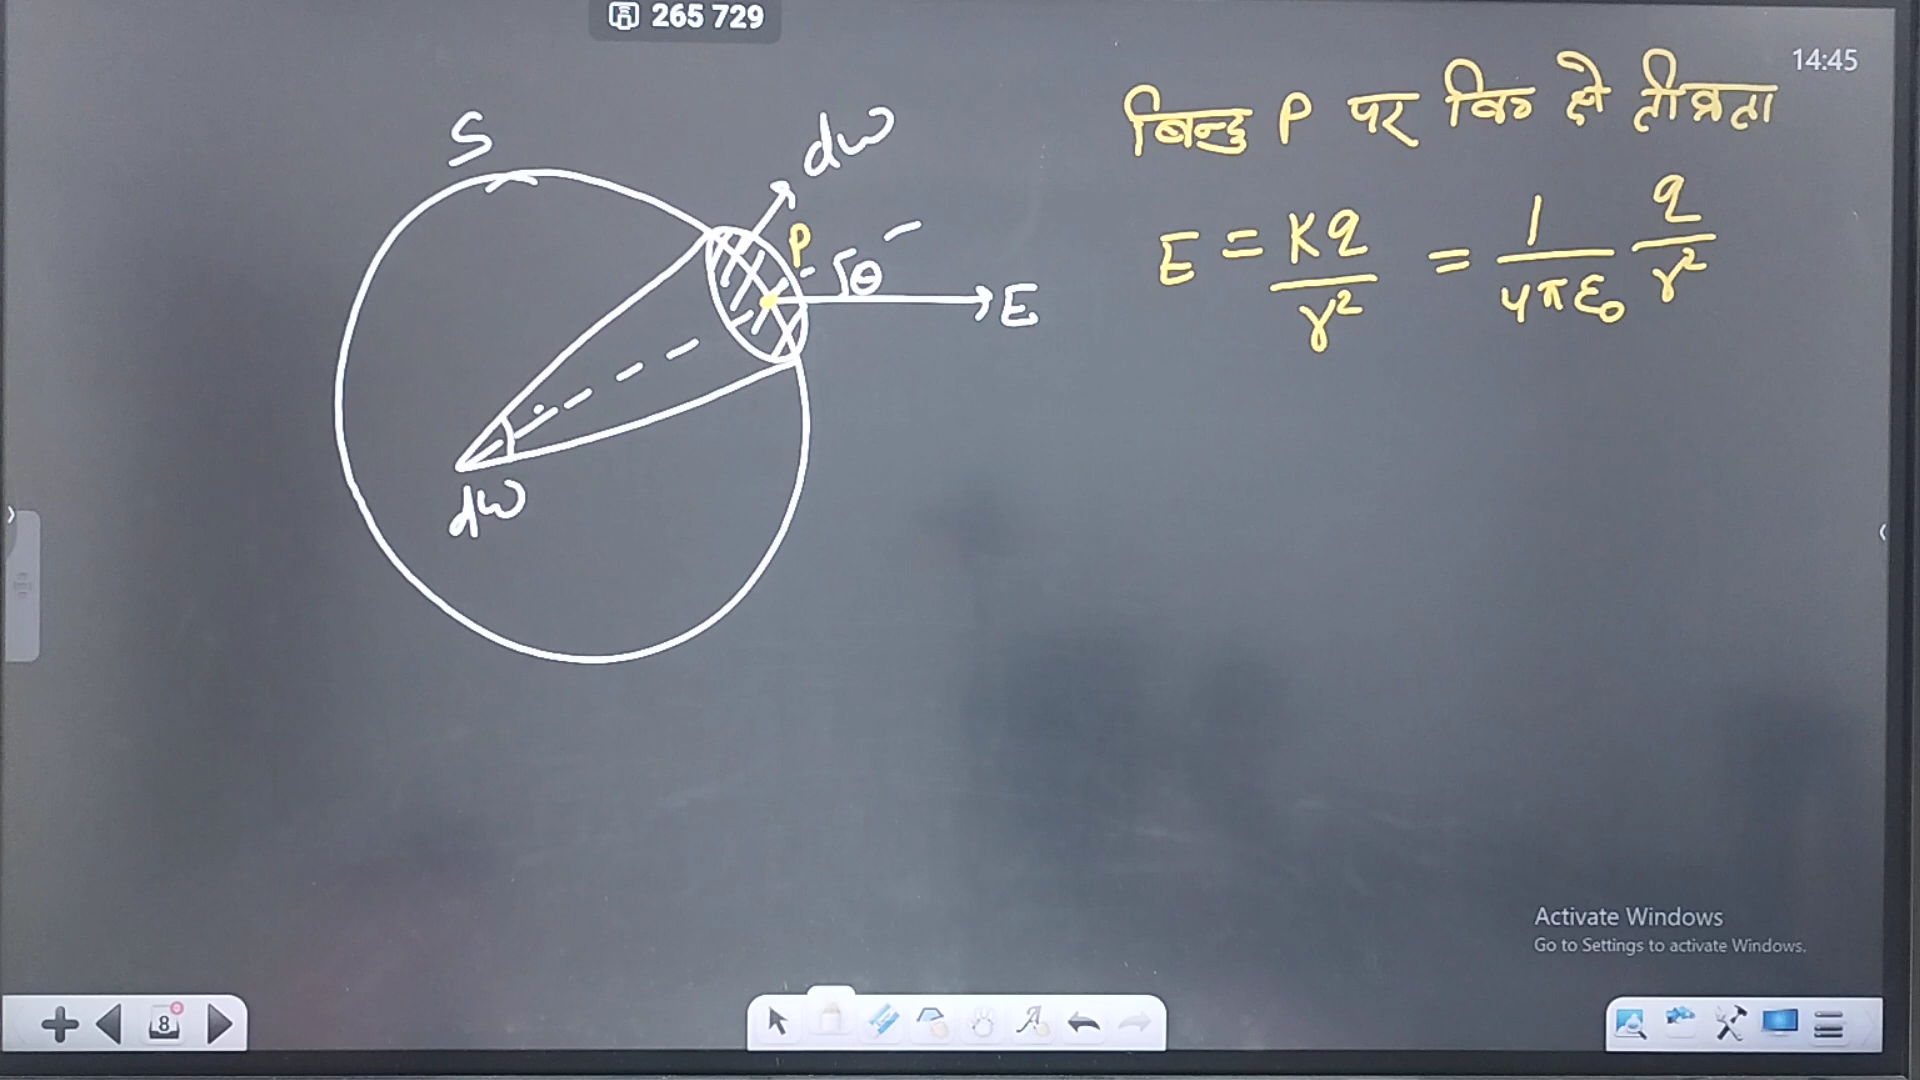 265 729
14:45
S
dω
P
θ
E
dω
बिन्दु P पर वि॰ क्षे॰ तीव्रता
E = Kq/r² = 1/4πε₀ q/r²
Activate Windows
Go to Settings to activate Windows.
8